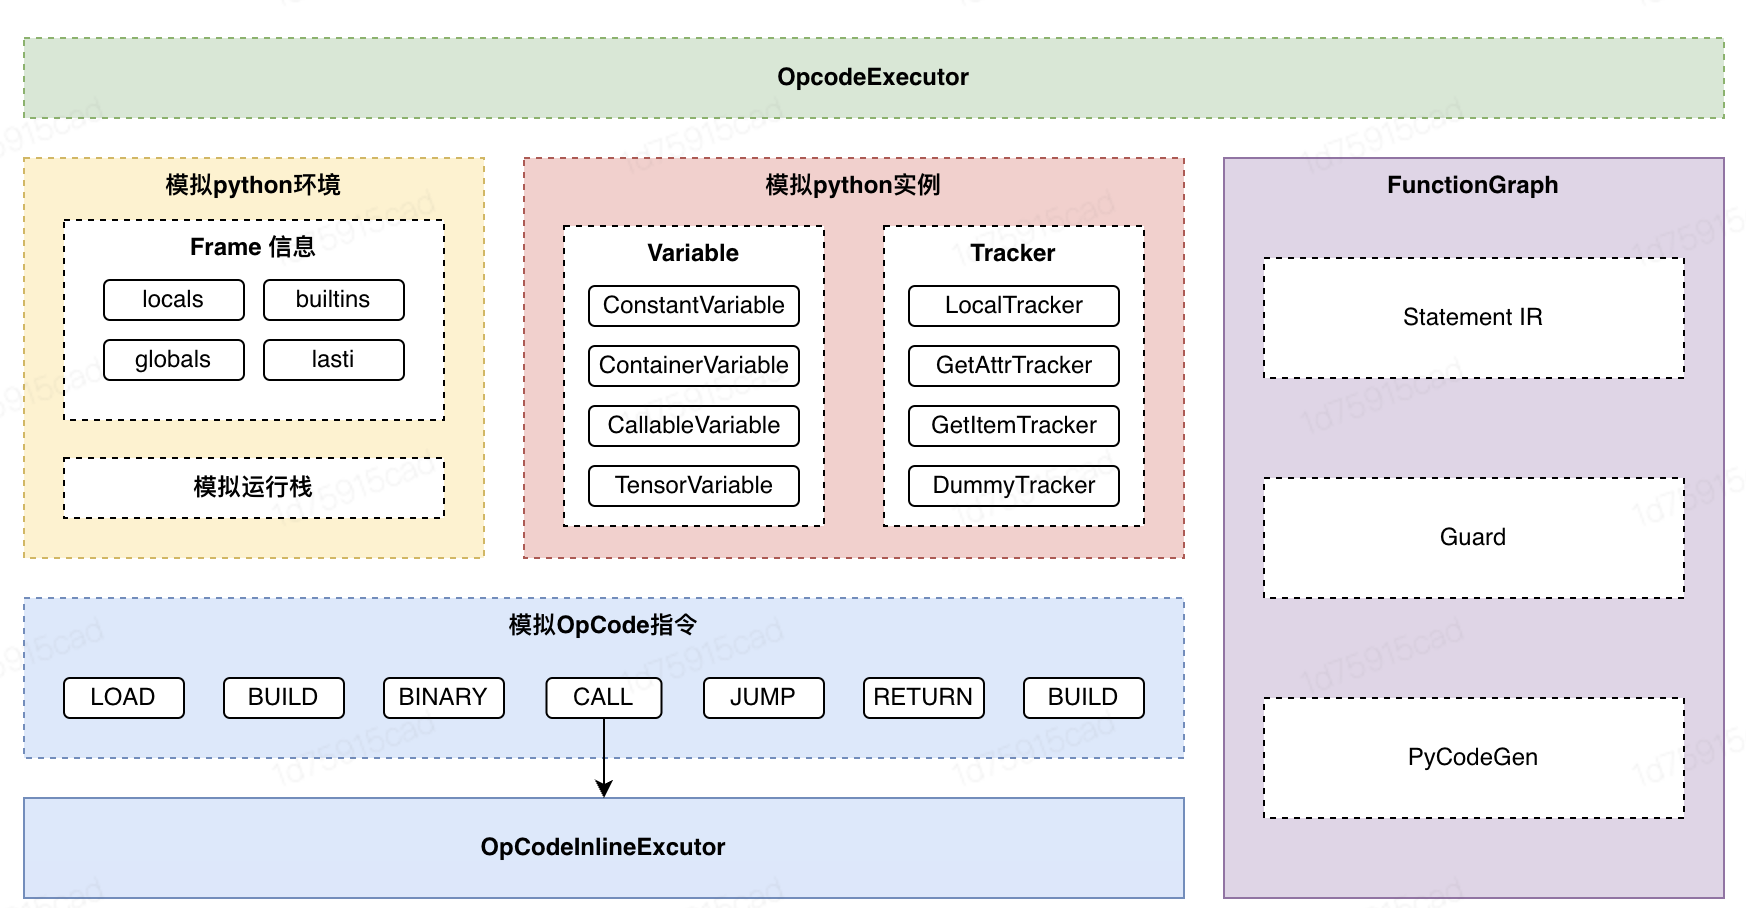 OpcodeExecutor
模拟python环境
Frame 信息
locals
builtins
globals
lasti
模拟运行栈
模拟python实例
Variable
ConstantVariable
ContainerVariable
CallableVariable
TensorVariable
Tracker
LocalTracker
GetAttrTracker
GetItemTracker
DummyTracker
FunctionGraph
Statement IR
Guard
PyCodeGen
模拟OpCode指令
LOAD
BUILD
BINARY
CALL
JUMP
RETURN
BUILD
OpCodeInlineExcutor
1d75915cad